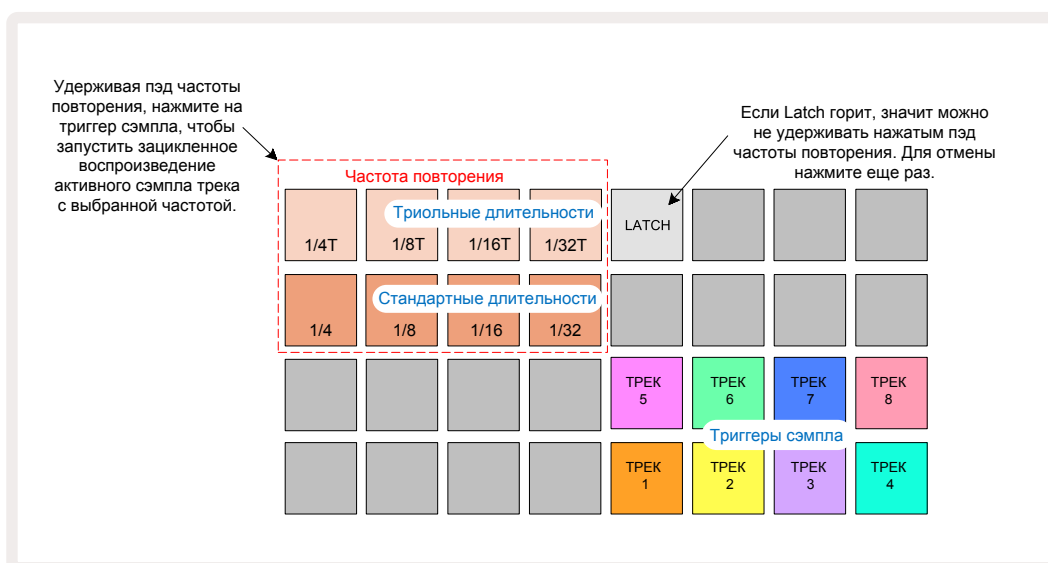 Удерживая пэд частоты
повторения, нажмите на
триггер сэмпла, чтобы
запустить зацикленное
воспроизведение
активного сэмпла трека
с выбранной частотой.
Если Latch горит, значит можно
не удерживать нажатым пэд
частоты повторения. Для отмены
нажмите еще раз.
Частота повторения
Триольные длительности
1/4T 1/8T 1/16T 1/32T
LATCH
Стандартные длительности
1/4 1/8 1/16 1/32
ТРЕК
5
ТРЕК
6
ТРЕК
7
ТРЕК
8
Триггеры сэмпла
ТРЕК
1
ТРЕК
2
ТРЕК
3
ТРЕК
4